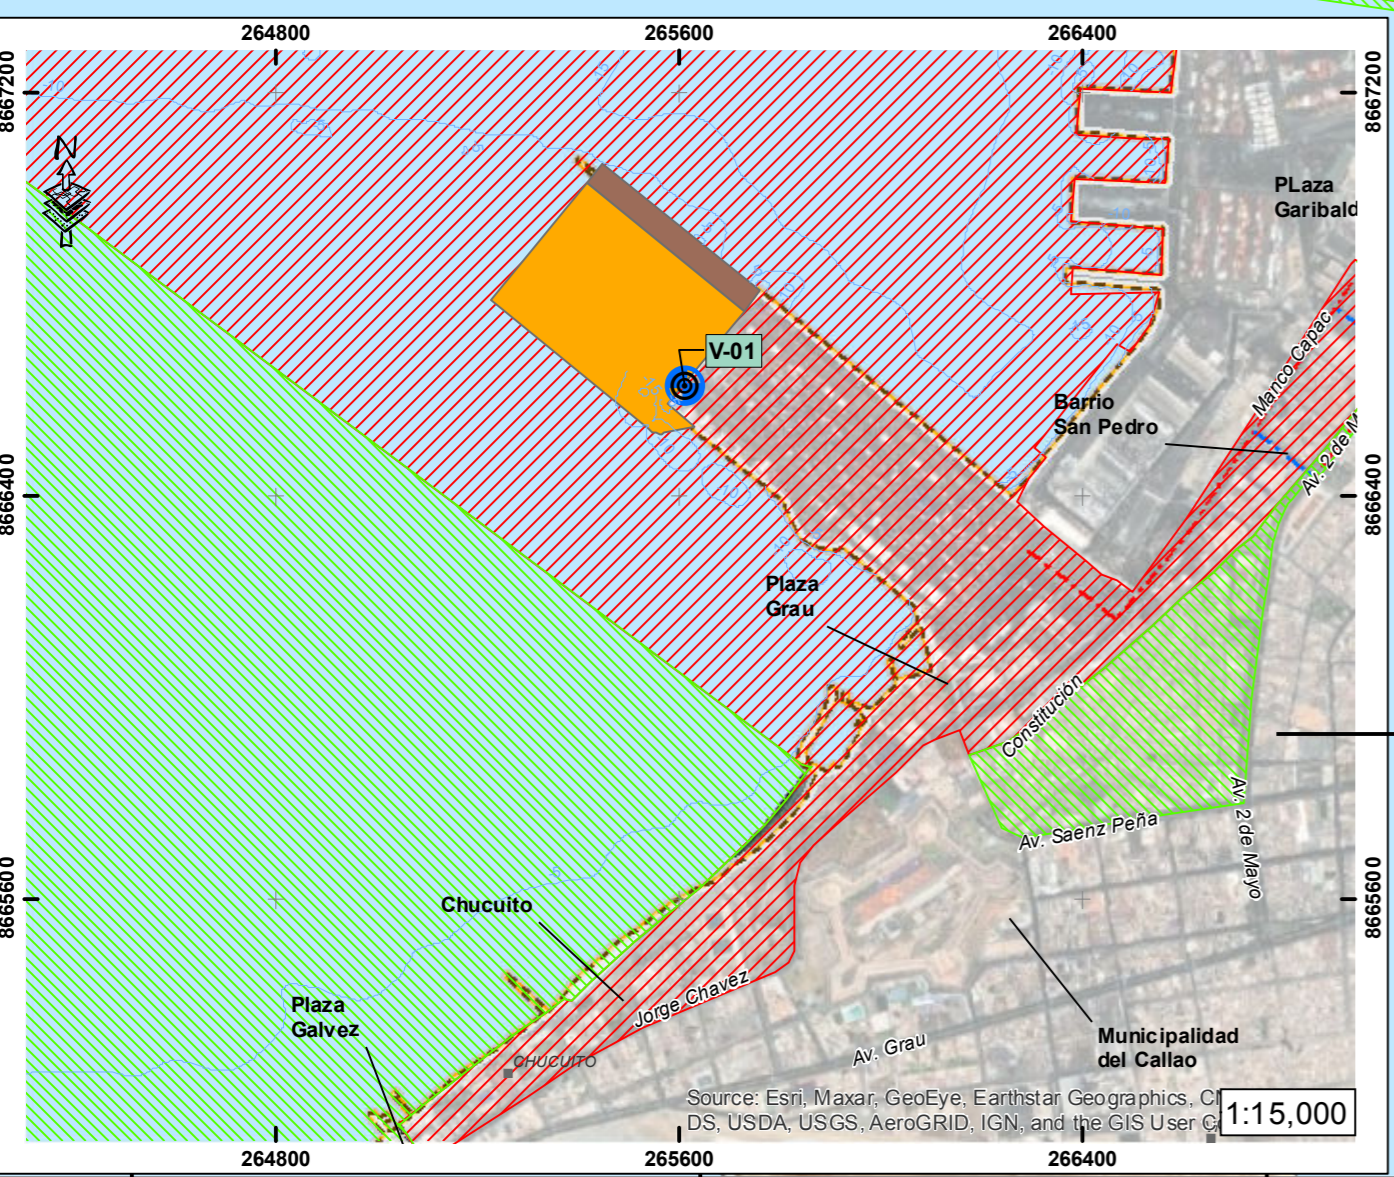 264800
265600
266400
8667200
8667200
N
PLaza
Garibald
V-01
Manco Capac
Barrio
San Pedro
Av. 2 de M
8666400
8666400
Plaza
Grau
Constitución
Av. Saenz Peña
Av. 2 de Mayo
8665600
8665600
Chucuito
Jorge Chavez
Plaza
Galvez
CHUCUITO
Av. Grau
Municipalidad
del Callao
Source: Esri, Maxar, GeoEye, Earthstar Geographics, CN
DS, USDA, USGS, AeroGRID, IGN, and the GIS User C
1:15,000
264800
265600
266400
-10
-5